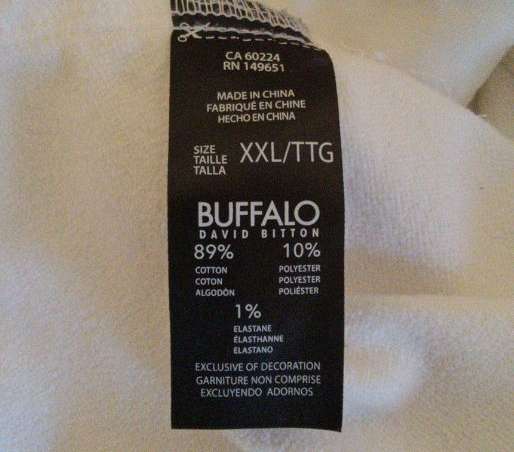 CA 60224
RN 149651
MADE IN CHINA
FABRIQUÉ EN CHINE
HECHO EN CHINA
SIZE
TAILLE
TALLA
XXL/TTG
BUFFALO
DAVID BITTON
89% 10%
COTTON POLYESTER
COTON POLYESTER
ALGODÓN POLIÉSTER
1%
ELASTANE
ÉLASTHANNE
ELASTANO
EXCLUSIVE OF DECORATION
GARNITURE NON COMPRISE
EXCLUYENDO ADORNOS